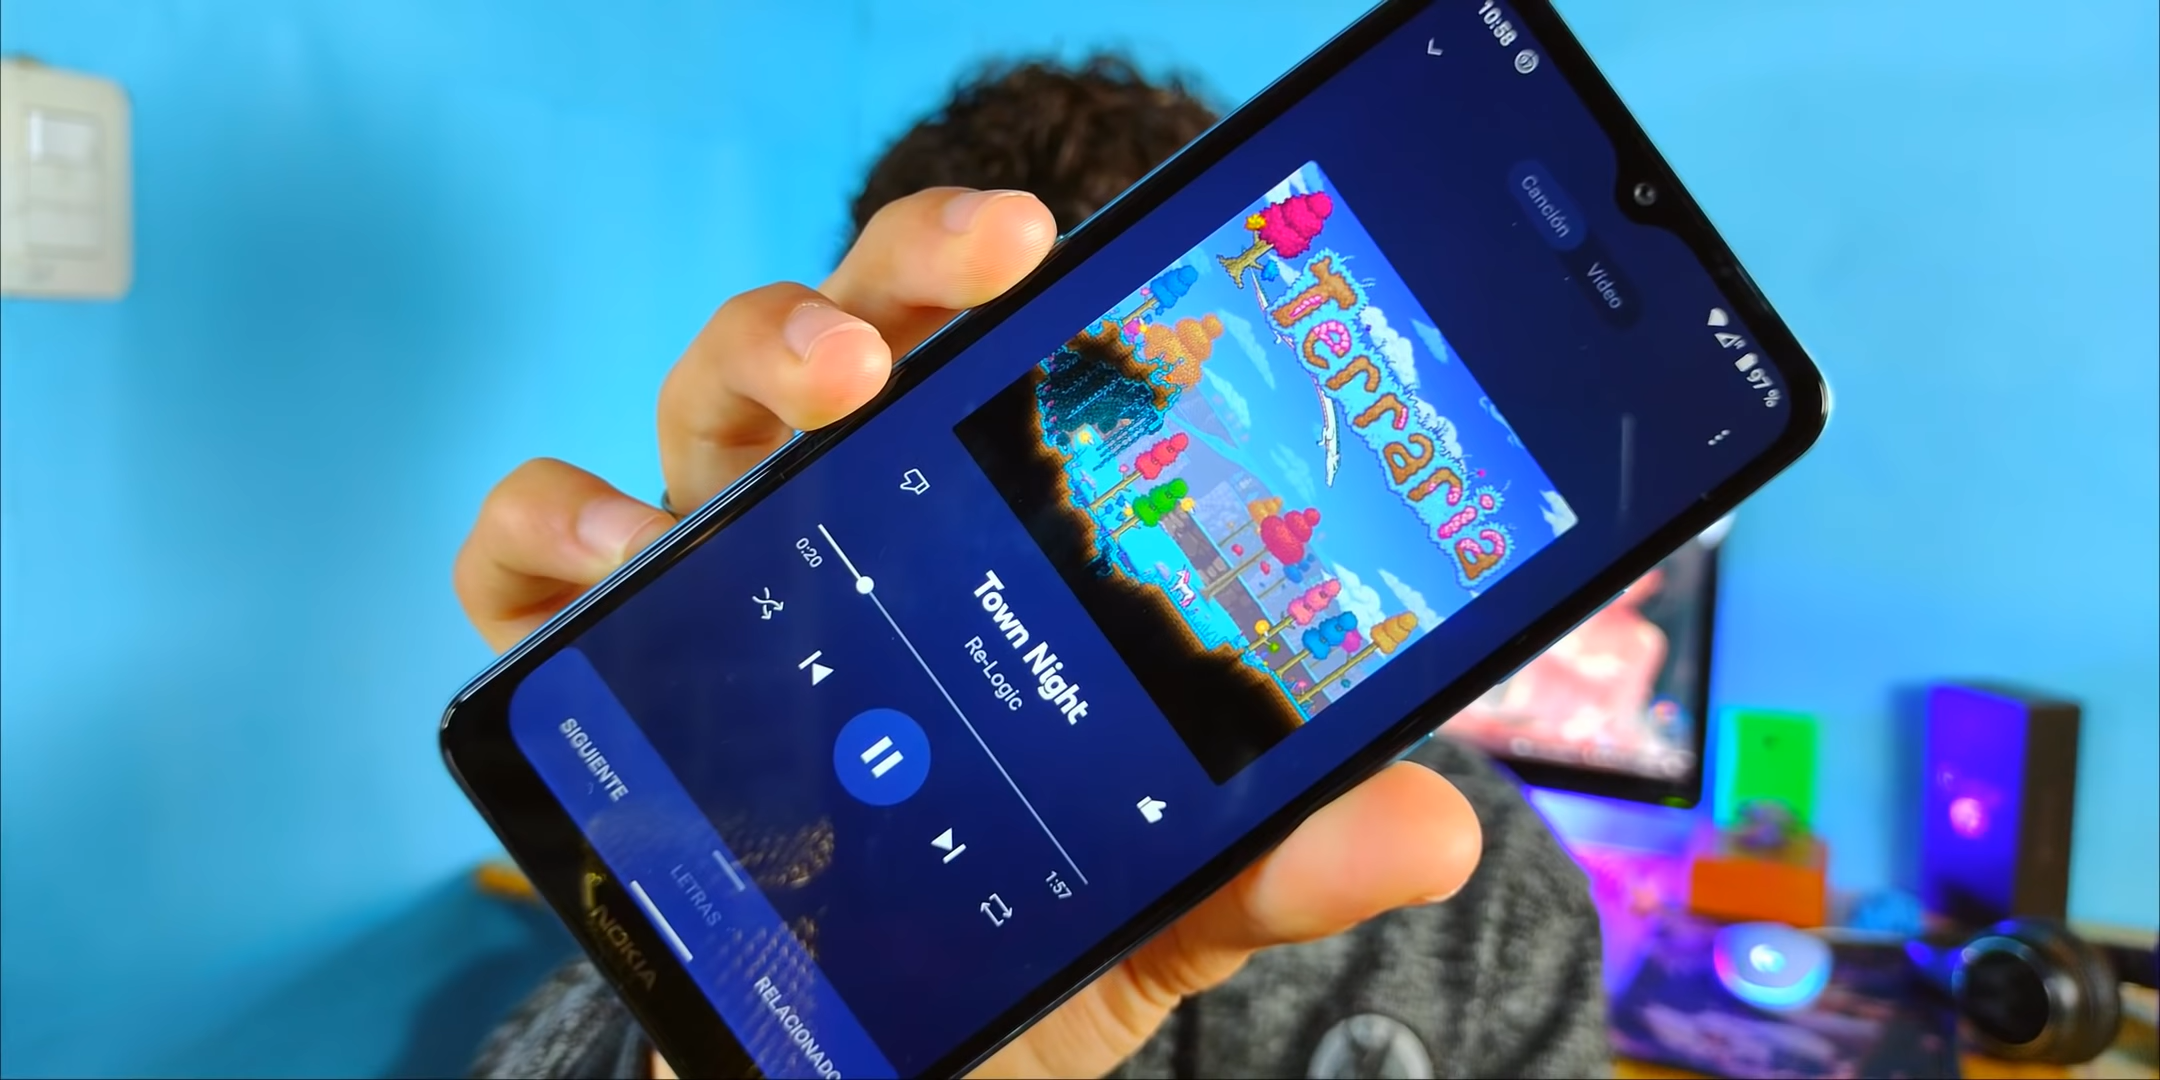 10:58
97%
Canción
Video
Terraria
Town Night
Re-Logic
0:20
1:57
SIGUIENTE
LETRAS
RELACIONADO
NOKIA